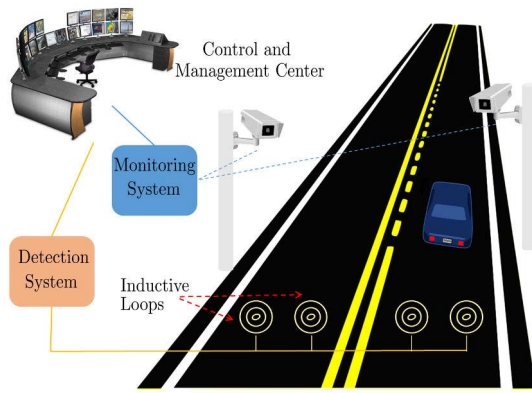 Control and
Management Center
Monitoring
System
Detection
System
Inductive
Loops